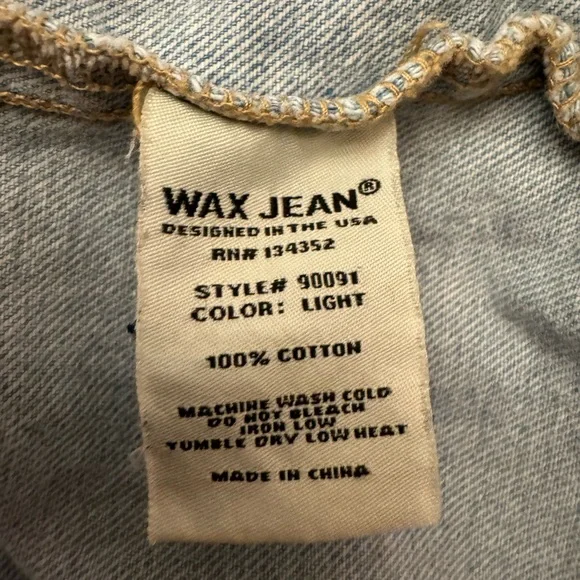 WAX JEAN®
DESIGNED IN THE USA
RN# 134352
STYLE# 90091
COLOR: LIGHT
100% COTTON
MACHINE WASH COLD
DO NOT BLEACH
IRON LOW
TUMBLE DRY LOW HEAT
MADE IN CHINA